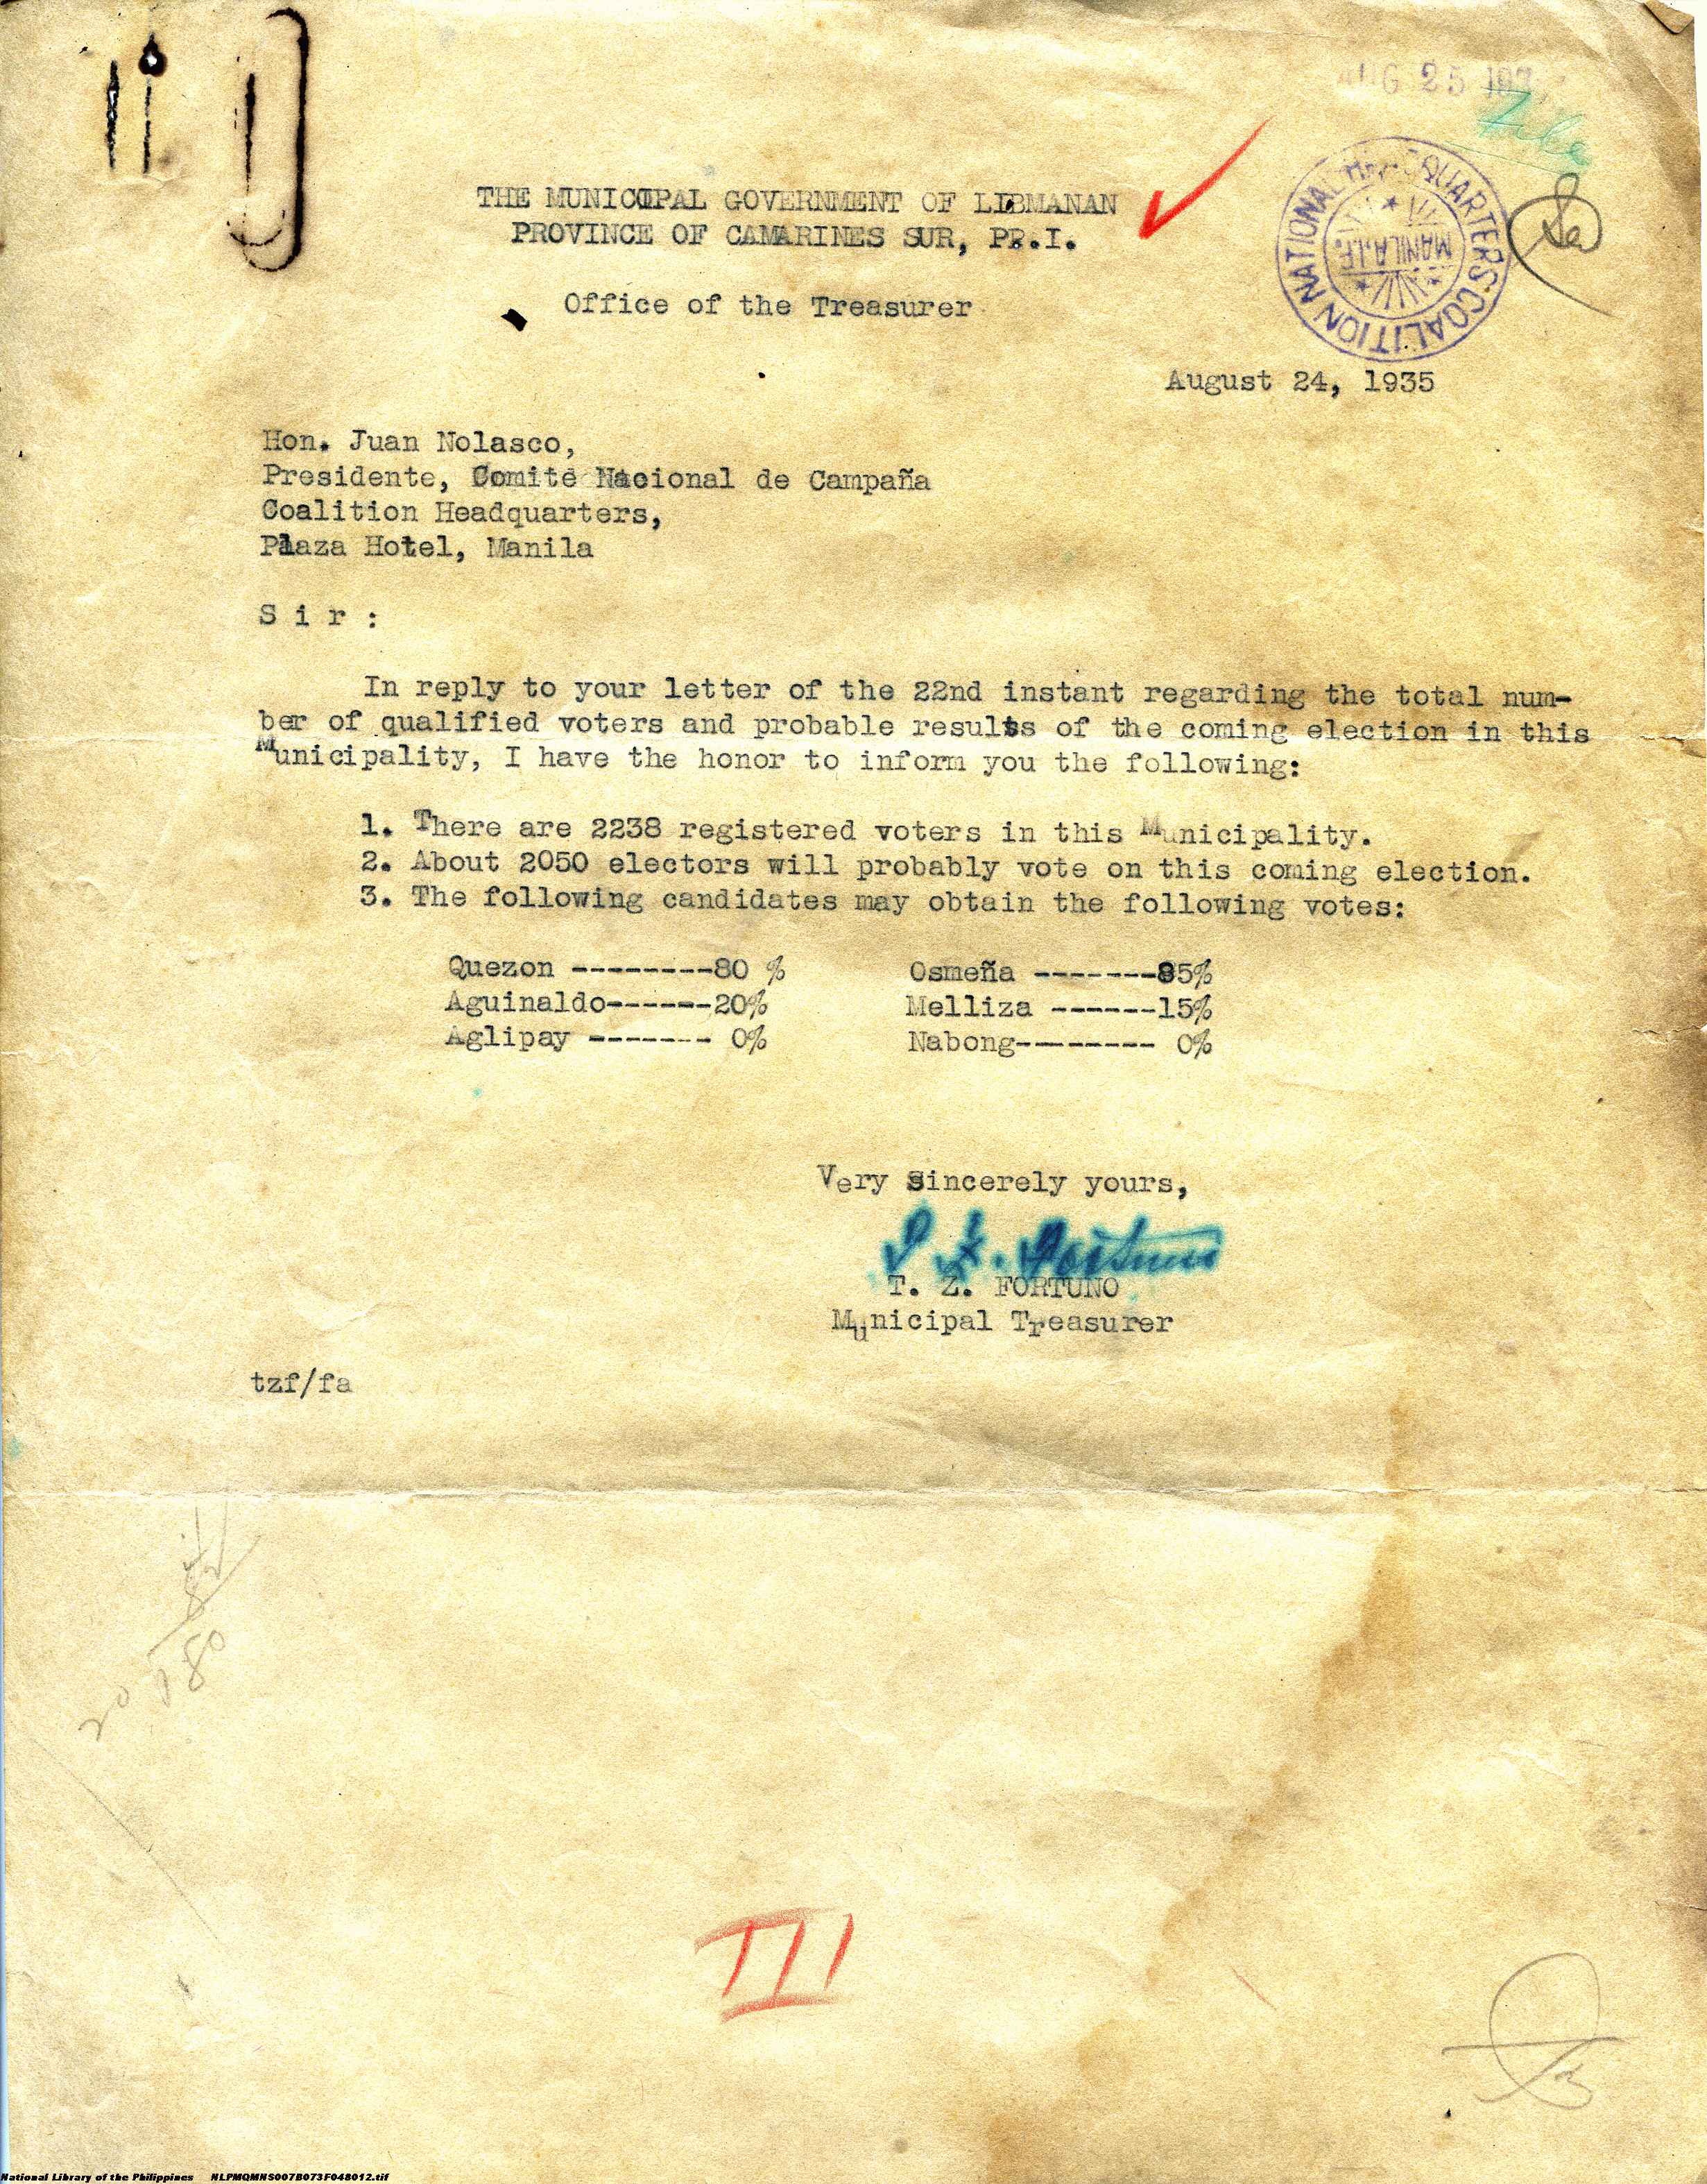 AUG 25
File
NATIONAL HEADQUARTERS COALITION
MANILA, I.F.
THE MUNICIPAL GOVERNMENT OF LIBMANAN
PROVINCE OF CAMARINES SUR, P.I.
Office of the Treasurer
August 24, 1935
Hon. Juan Nolasco,
Presidente, Comité Nacional de Campaña
Coalition Headquarters,
Plaza Hotel, Manila
S i r :
In reply to your letter of the 22nd instant regarding the total num-
ber of qualified voters and probable results of the coming election in this
Municipality, I have the honor to inform you the following:
1. There are 2238 registered voters in this Municipality.
2. About 2050 electors will probably vote on this coming election.
3. The following candidates may obtain the following votes:
Quezon --------80 % Osmeña -------85%
Aguinaldo------20% Melliza ------15%
Aglipay ------- 0% Nabong-------- 0%
Very sincerely yours,
T. Z. FORTUNO
Municipal Treasurer
tzf/fa
20 180
III
National Library of the Philippines NLPMQMNS007B073F048012.tif